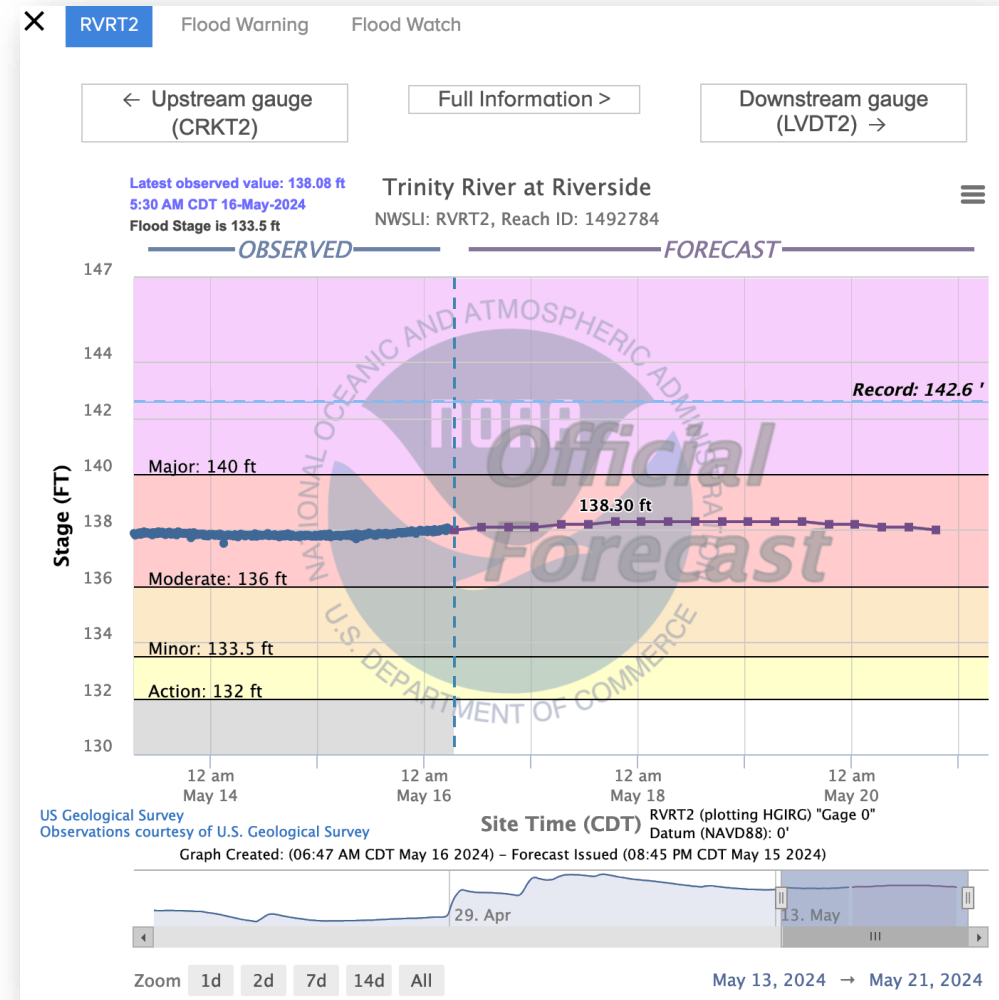 RVRT2 Flood Warning Flood Watch
← Upstream gauge
(CRKT2)
Full Information >
Downstream gauge
(LVDT2) →
Latest observed value: 138.08 ft
5:30 AM CDT 16-May-2024
Flood Stage is 133.5 ft
Trinity River at Riverside
NWSLI: RVRT2, Reach ID: 1492784
OBSERVED
FORECAST
147
144
142
140
138
136
134
132
130
Stage (FT)
Record: 142.6 '
Major: 140 ft
138.30 ft
Moderate: 136 ft
Minor: 133.5 ft
Action: 132 ft
NATIONAL OCEANIC AND ATMOSPHERIC ADMINISTRATION
NOAA
Official
Forecast
U.S. DEPARTMENT OF COMMERCE
12 am
May 14
12 am
May 16
12 am
May 18
12 am
May 20
US Geological Survey
Observations courtesy of U.S. Geological Survey
Site Time (CDT)
RVRT2 (plotting HGIRG) "Gage 0"
Datum (NAVD88): 0'
Graph Created: (06:47 AM CDT May 16 2024) – Forecast Issued (08:45 PM CDT May 15 2024)
29. Apr
13. May
Zoom 1d 2d 7d 14d All
May 13, 2024 → May 21, 2024